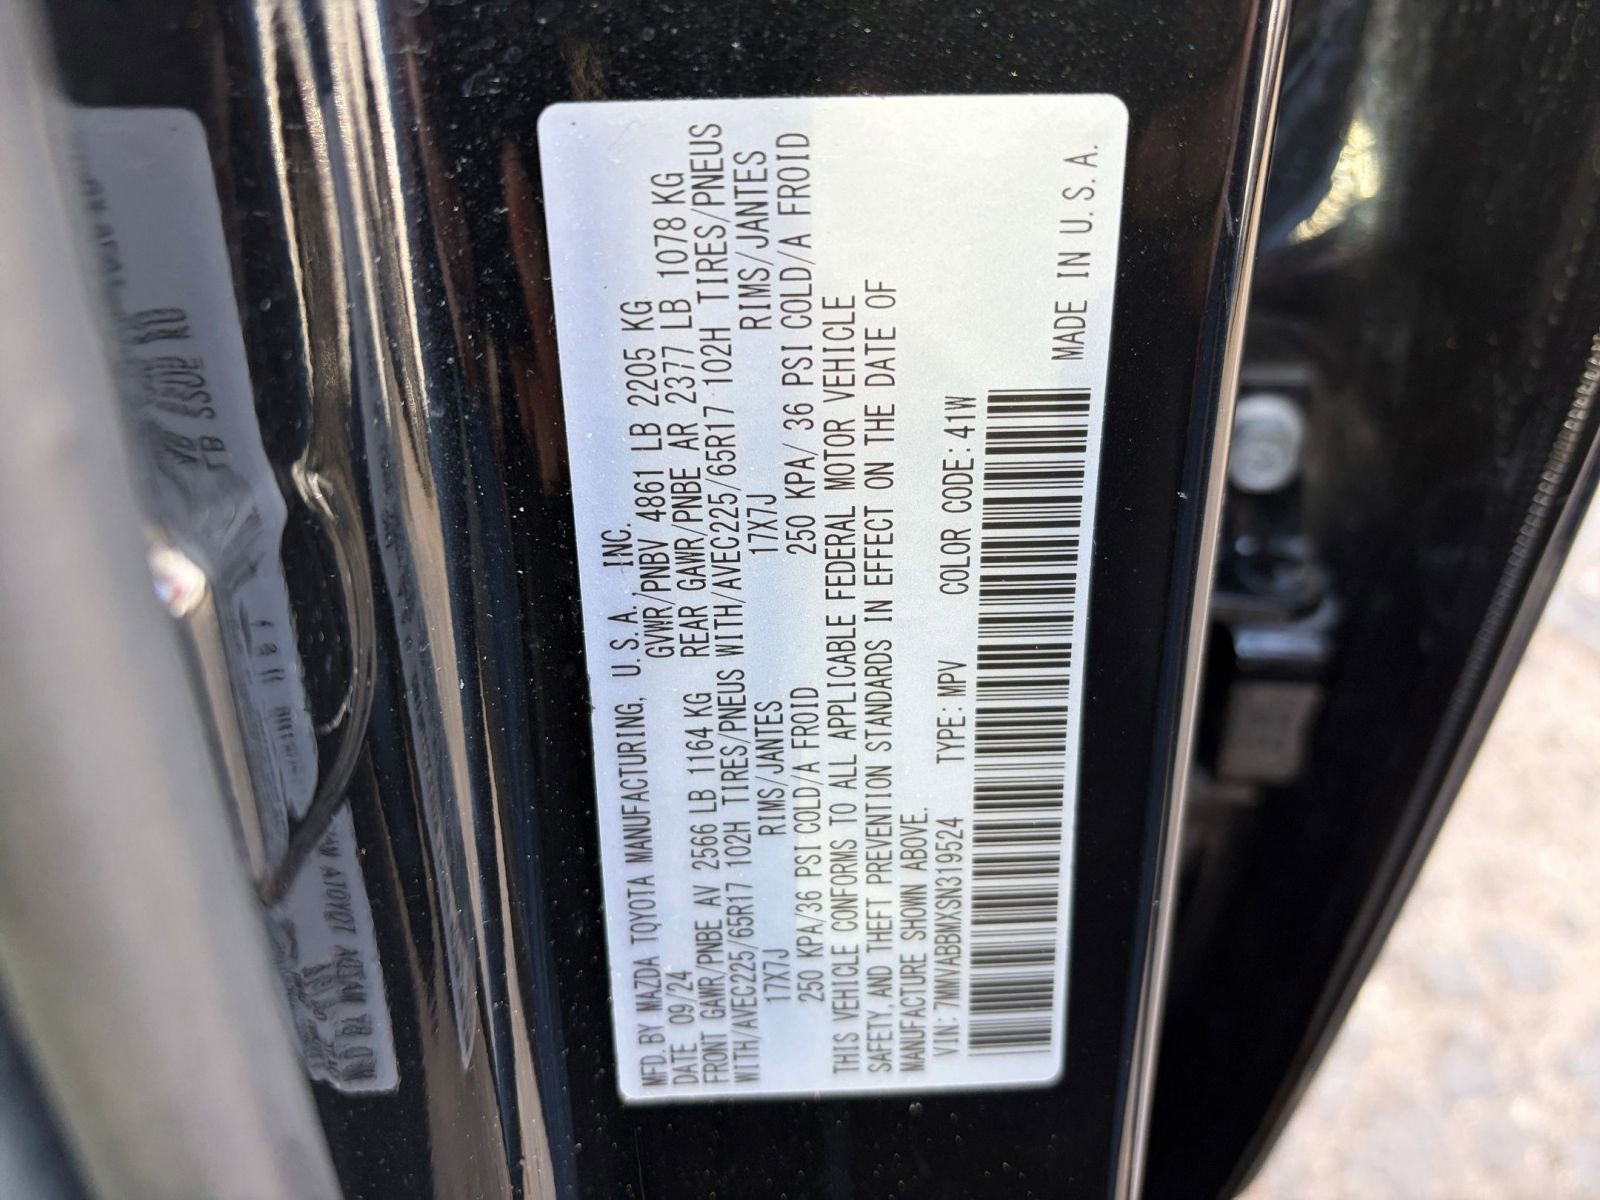 MFD. BY MAZDA TOYOTA MANUFACTURING, U.S.A., INC.
DATE 09/24 GVWR/PNBV 4861 LB 2205 KG
FRONT GAWR/PNBE AV 2566 LB 1164 KG REAR GAWR/PNBE AR 2377 LB 1078 KG
WITH/AVEC225/65R17 102H TIRES/PNEUS WITH/AVEC225/65R17 102H TIRES/PNEUS
17X7J RIMS/JANTES 17X7J RIMS/JANTES
250 KPA/36 PSI COLD/A FROID 250 KPA/ 36 PSI COLD/A FROID
THIS VEHICLE CONFORMS TO ALL APPLICABLE FEDERAL MOTOR VEHICLE
SAFETY, AND THEFT PREVENTION STANDARDS IN EFFECT ON THE DATE OF
MANUFACTURE SHOWN ABOVE.
VIN: 7MMVABBMXSN319524 TYPE: MPV COLOR CODE: 41W
MADE IN U.S.A.